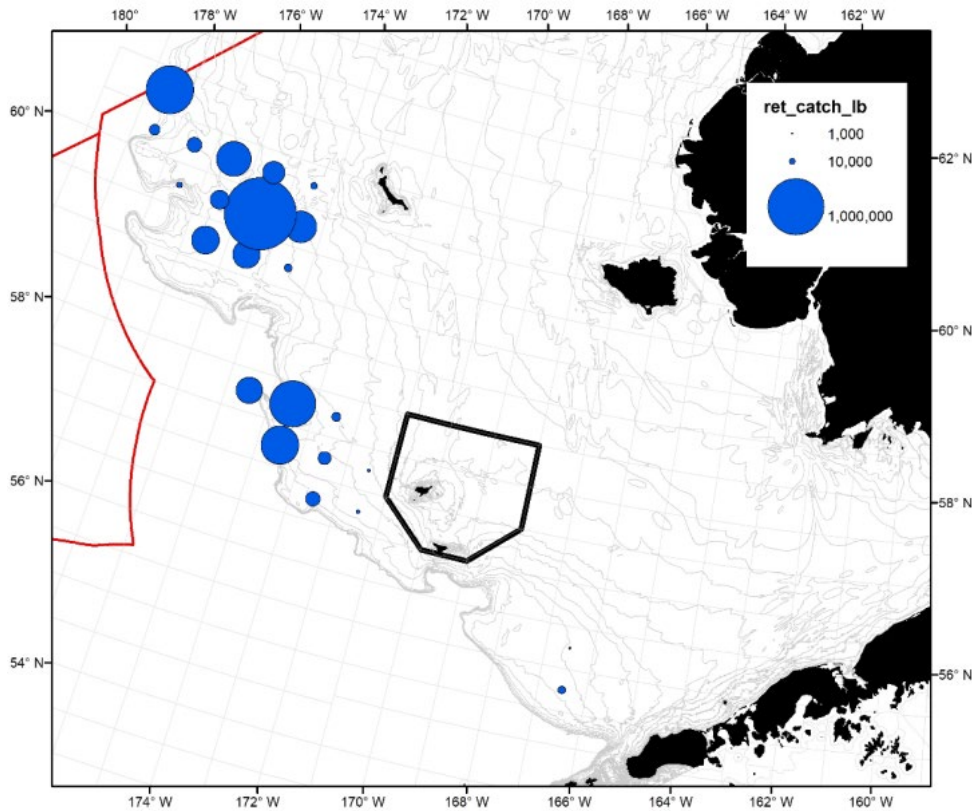 180° 178° W 176° W 174° W 172° W 170° W 168° W 166° W 164° W 162° W
ret_catch_lb
1,000
10,000
1,000,000
60° N
58° N
56° N
54° N
62° N
60° N
58° N
56° N
174° W 172° W 170° W 168° W 166° W 164° W 162° W 160° W